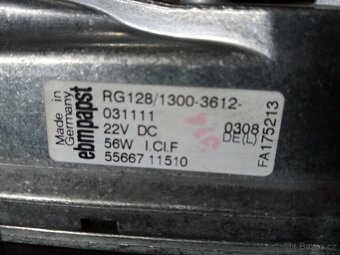 Made in
Germany
ebmpapst
RG128/1300-3612-
031111
22V DC
56W I.Cl.F
55667 11510
0308
DE(L)
FA175213